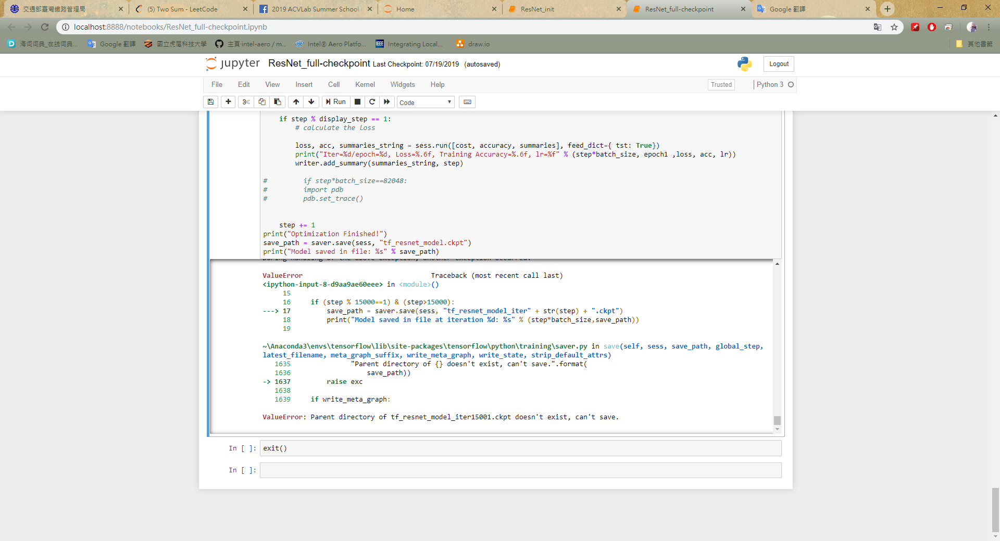 交通部臺灣鐵路管理局
(5) Two Sum - LeetCode
2019 ACVLab Summer School
Home
ResNet_init
ResNet_full-checkpoint
Google 翻譯
localhost:8888/notebooks/ResNet_full-checkpoint.ipynb
海词词典_在线词典...
Google 翻譯
國立虎尾科技大學
主頁·intel-aero / m...
Intel® Aero Platfo...
Integrating Local...
draw.io
其他書籤
jupyter ResNet_full-checkpoint Last Checkpoint: 07/19/2019 (autosaved)
Logout
File Edit View Insert Cell Kernel Widgets Help
Trusted
Python 3
Run
Code
if step % display_step == 1:
# calculate the loss
loss, acc, summaries_string = sess.run([cost, accuracy, summaries], feed_dict={ tst: True})
print("Iter=%d/epoch=%d, Loss=%.6f, Training Accuracy=%.6f, lr=%f" % (step*batch_size, epoch1 ,loss, acc, lr))
writer.add_summary(summaries_string, step)
# if step*batch_size==82048:
# import pdb
# pdb.set_trace()
step += 1
print("Optimization Finished!")
save_path = saver.save(sess, "tf_resnet_model.ckpt")
print("Model saved in file: %s" % save_path)
During handling of the above exception, another exception occurred:
ValueError Traceback (most recent call last)
<ipython-input-8-d9aa9ae60eee> in <module>()
15
16 if (step % 15000==1) & (step>15000):
---> 17 save_path = saver.save(sess, "tf_resnet_model_iter" + str(step) + ".ckpt")
18 print("Model saved in file at iteration %d: %s" % (step*batch_size,save_path))
19
~\Anaconda3\envs\tensorflow\lib\site-packages\tensorflow\python\training\saver.py in save(self, sess, save_path, global_step,
latest_filename, meta_graph_suffix, write_meta_graph, write_state, strip_default_attrs)
1635 "Parent directory of {} doesn't exist, can't save.".format(
1636 save_path))
-> 1637 raise exc
1638
1639 if write_meta_graph:
ValueError: Parent directory of tf_resnet_model_iter15001.ckpt doesn't exist, can't save.
In [ ]: exit()
In [ ]: